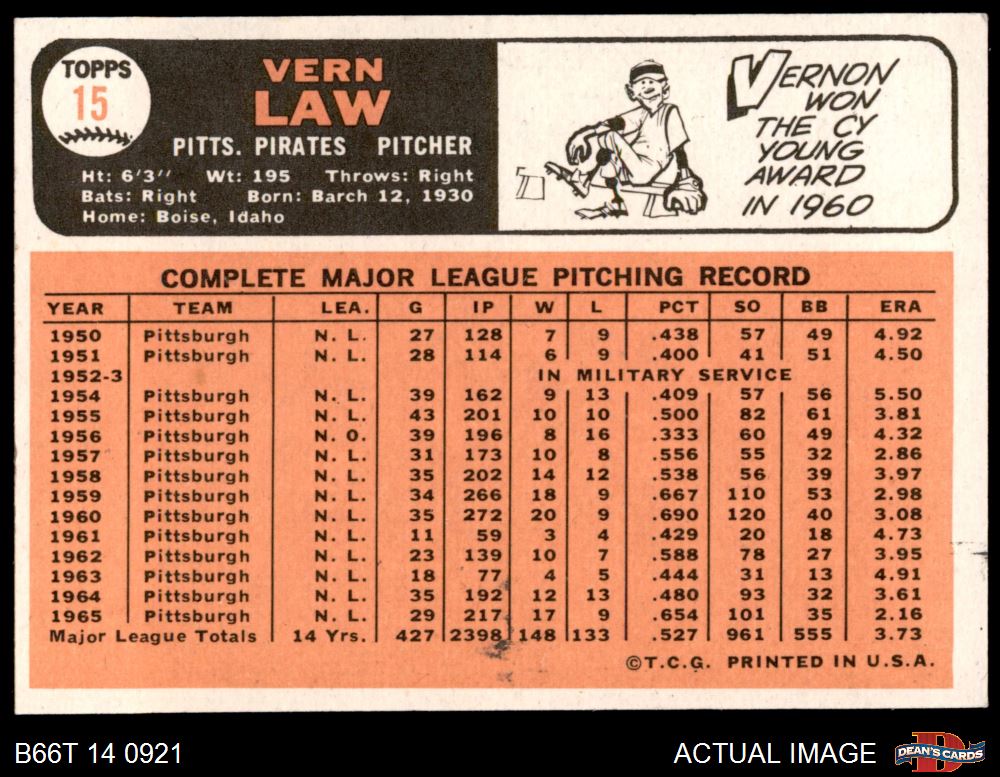 TOPPS
15
VERN
LAW
PITTS. PIRATES PITCHER
Ht: 6'3" Wt: 195 Throws: Right
Bats: Right Born: Barch 12, 1930
Home: Boise, Idaho
VERNON
WON
THE CY
YOUNG
AWARD
IN 1960
COMPLETE MAJOR LEAGUE PITCHING RECORD
YEAR TEAM LEA. G IP W L PCT SO BB ERA
1950 Pittsburgh N. L. 27 128 7 9 .438 57 49 4.92
1951 Pittsburgh N. L. 28 114 6 9 .400 41 51 4.50
1952-3 IN MILITARY SERVICE
1954 Pittsburgh N. L. 39 162 9 13 .409 57 56 5.50
1955 Pittsburgh N. L. 43 201 10 10 .500 82 61 3.81
1956 Pittsburgh N. O. 39 196 8 16 .333 60 49 4.32
1957 Pittsburgh N. L. 31 173 10 8 .556 55 32 2.86
1958 Pittsburgh N. L. 35 202 14 12 .538 56 39 3.97
1959 Pittsburgh N. L. 34 266 18 9 .667 110 53 2.98
1960 Pittsburgh N. L. 35 272 20 9 .690 120 40 3.08
1961 Pittsburgh N. L. 11 59 3 4 .429 20 18 4.73
1962 Pittsburgh N. L. 23 139 10 7 .588 78 27 3.95
1963 Pittsburgh N. L. 18 77 4 5 .444 31 13 4.91
1964 Pittsburgh N. L. 35 192 12 13 .480 93 32 3.61
1965 Pittsburgh N. L. 29 217 17 9 .654 101 35 2.16
Major League Totals 14 Yrs. 427 2398 148 133 .527 961 555 3.73
©T.C.G. PRINTED IN U.S.A.
B66T 14 0921
ACTUAL IMAGE
DEAN'S CARDS